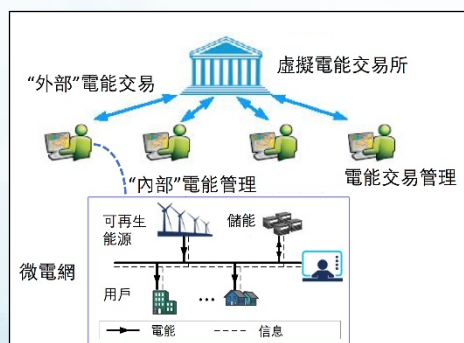 虛擬電能交易所
“外部”電能交易
“內部”電能管理
電能交易管理
可再生
能源
儲能
微電網
用戶
...
電能
信息